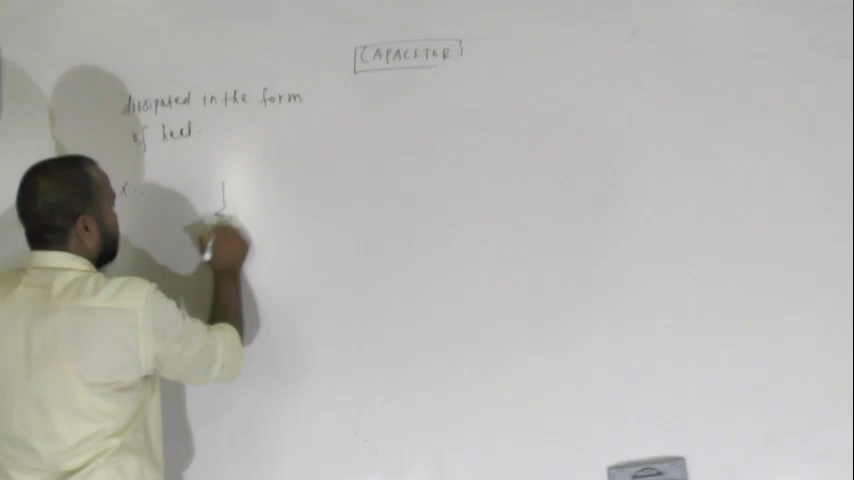 CAPACITOR
dissipated in the form
of heat.